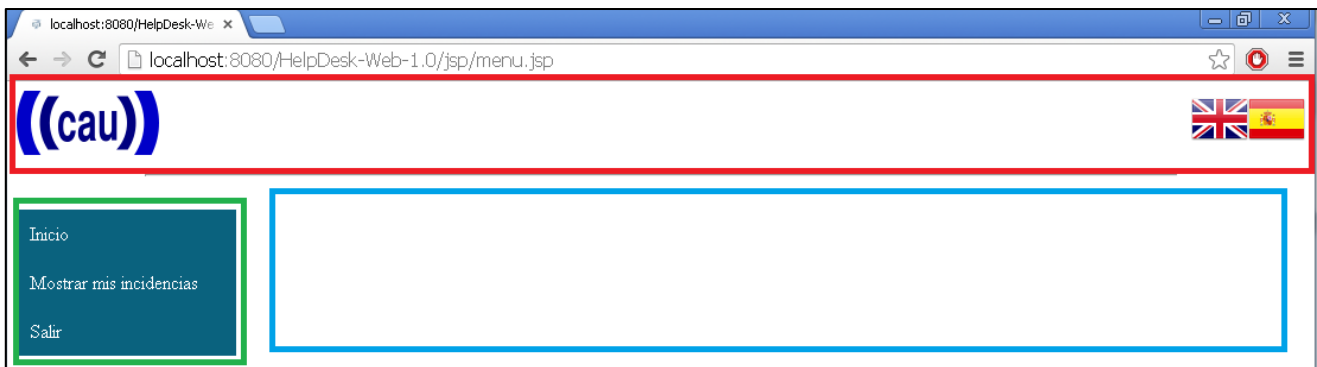 localhost:8080/HelpDesk-We
localhost:8080/HelpDesk-Web-1.0/jsp/menu.jsp
((cau))
Inicio
Mostrar mis incidencias
Salir